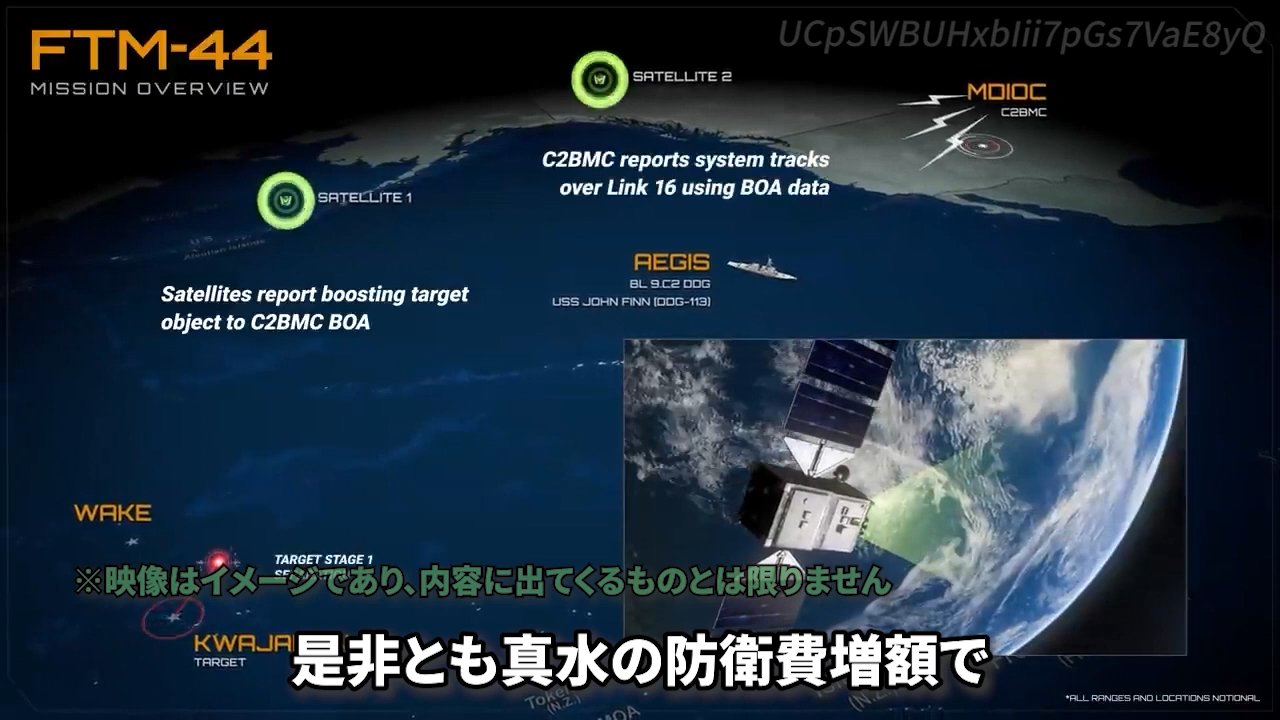 FTM-44
MISSION OVERVIEW
UCpSWBUHxbIii7pGs7VaE8yQ
SATELLITE 2
MDIOC
C2BMC
C2BMC reports system tracks
over Link 16 using BOA data
SATELLITE 1
AEGIS
BL 9.C2 DDG
USS JOHN FINN (DDG-113)
Satellites report boosting target
object to C2BMC BOA
WAKE
TARGET STAGE 1
※映像はイメージであり、内容に出てくるものとは限りません
TARGET
是非とも真水の防衛費増額で
*ALL RANGES AND LOCATIONS NOTIONAL